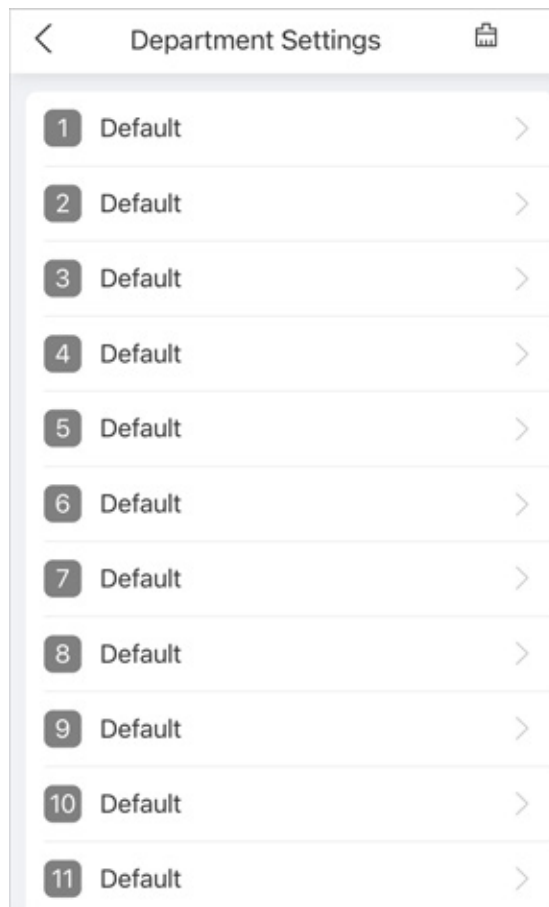 Department Settings
1 Default
2 Default
3 Default
4 Default
5 Default
6 Default
7 Default
8 Default
9 Default
10 Default
11 Default